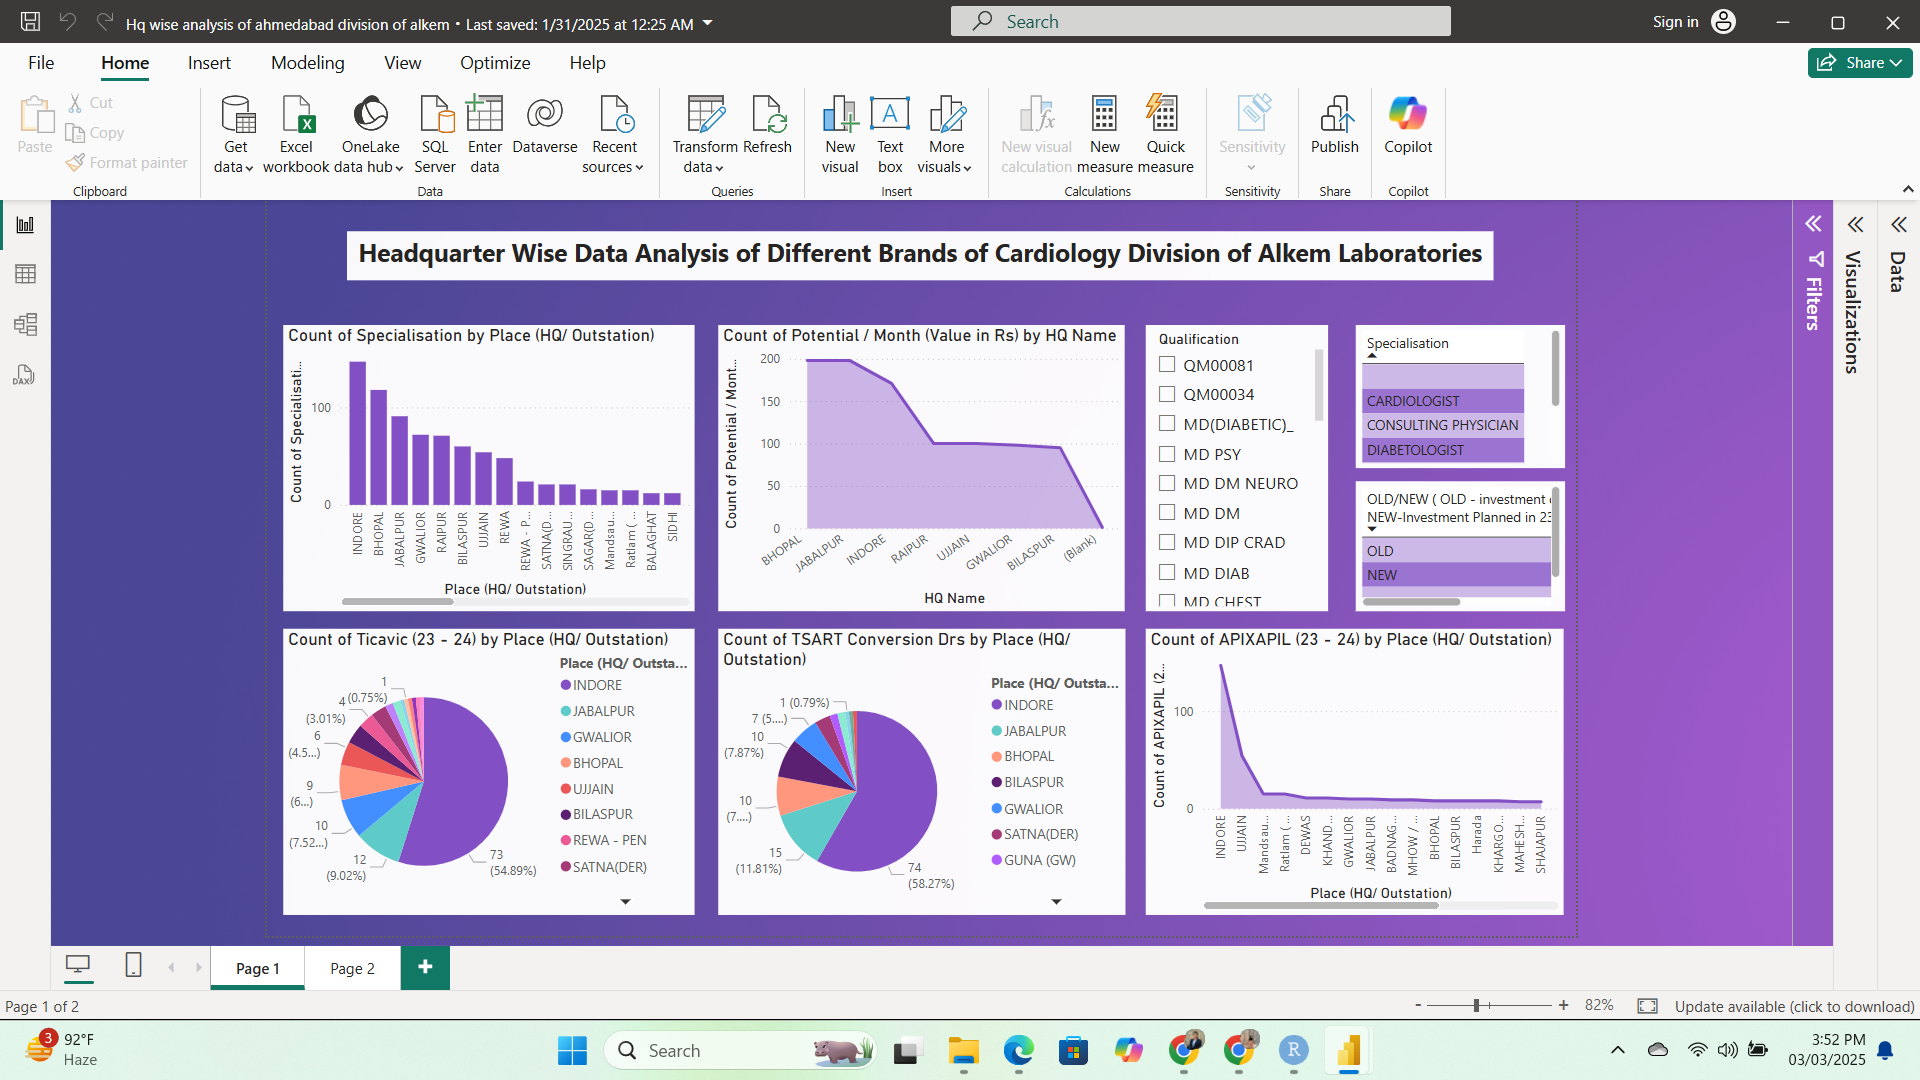 Hq wise analysis of ahmedabad division of alkem • Last saved: 1/31/2025 at 12:25 AM
Search
Sign in
File
Home
Insert
Modeling
View
Optimize
Help
Share
Paste
Cut
Copy
Format painter
Clipboard
Get data
Excel workbook
OneLake data hub
SQL Server
Enter data
Dataverse
Recent sources
Data
Transform data
Refresh
Queries
New visual
Text box
More visuals
Insert
New visual calculation
New measure
Quick measure
Calculations
Sensitivity
Sensitivity
Publish
Share
Copilot
Copilot
Headquarter Wise Data Analysis of Different Brands of Cardiology Division of Alkem Laboratories
Filters
Visualizations
Data
Count of Specialisation by Place (HQ/ Outstation)
Count of Specialisati...
100
0
INDORE
BHOPAL
JABALPUR
GWALIOR
RAIPUR
BILASPUR
UJJAIN
REWA
REWA - P...
SATNA(D...
SINGRAU...
SAGAR(D...
Mandsau...
Ratlam ( ...
BALAGHAT
SIDHI
Place (HQ/ Outstation)
Count of Potential / Month (Value in Rs) by HQ Name
Count of Potential / Mont...
200
150
100
50
0
BHOPAL
JABALPUR
INDORE
RAIPUR
UJJAIN
GWALIOR
BILASPUR
(Blank)
HQ Name
Qualification
QM00081
QM00034
MD(DIABETIC)_
MD PSY
MD DM NEURO
MD DM
MD DIP CRAD
MD DIAB
MD CHEST
Specialisation
CARDIOLOGIST
CONSULTING PHYSICIAN
DIABETOLOGIST
OLD/NEW ( OLD - investment
NEW-Investment Planned in 23
OLD
NEW
Count of Ticavic (23 - 24) by Place (HQ/ Outstation)
1
(0.75%)
4
(3.01%)
6
(4.5...)
9
(6...)
10
(7.52...)
12
(9.02%)
73
(54.89%)
Place (HQ/ Outsta...
INDORE
JABALPUR
GWALIOR
BHOPAL
UJJAIN
BILASPUR
REWA - PEN
SATNA(DER)
Count of TSART Conversion Drs by Place (HQ/
Outstation)
1 (0.79%)
7 (5....)
10
(7.87%)
10
(7....)
15
(11.81%)
74
(58.27%)
Place (HQ/ Outsta...
INDORE
JABALPUR
BHOPAL
BILASPUR
GWALIOR
SATNA(DER)
GUNA (GW)
Count of APIXAPIL (23 - 24) by Place (HQ/ Outstation)
Count of APIXAPIL (2...
100
0
INDORE
UJJAIN
Mandsau...
Ratlam ( ...
DEWAS
KHAND...
GWALIOR
JABALPUR
BADNAG...
MHOW / ...
BHOPAL
BILASPUR
Harada
KHARGO...
MAHESH...
SHAJAPUR
Place (HQ/ Outstation)
Page 1
Page 2
+
Page 1 of 2
- + 82%
Update available (click to download)
3
92°F
Haze
Search
3:52 PM
03/03/2025